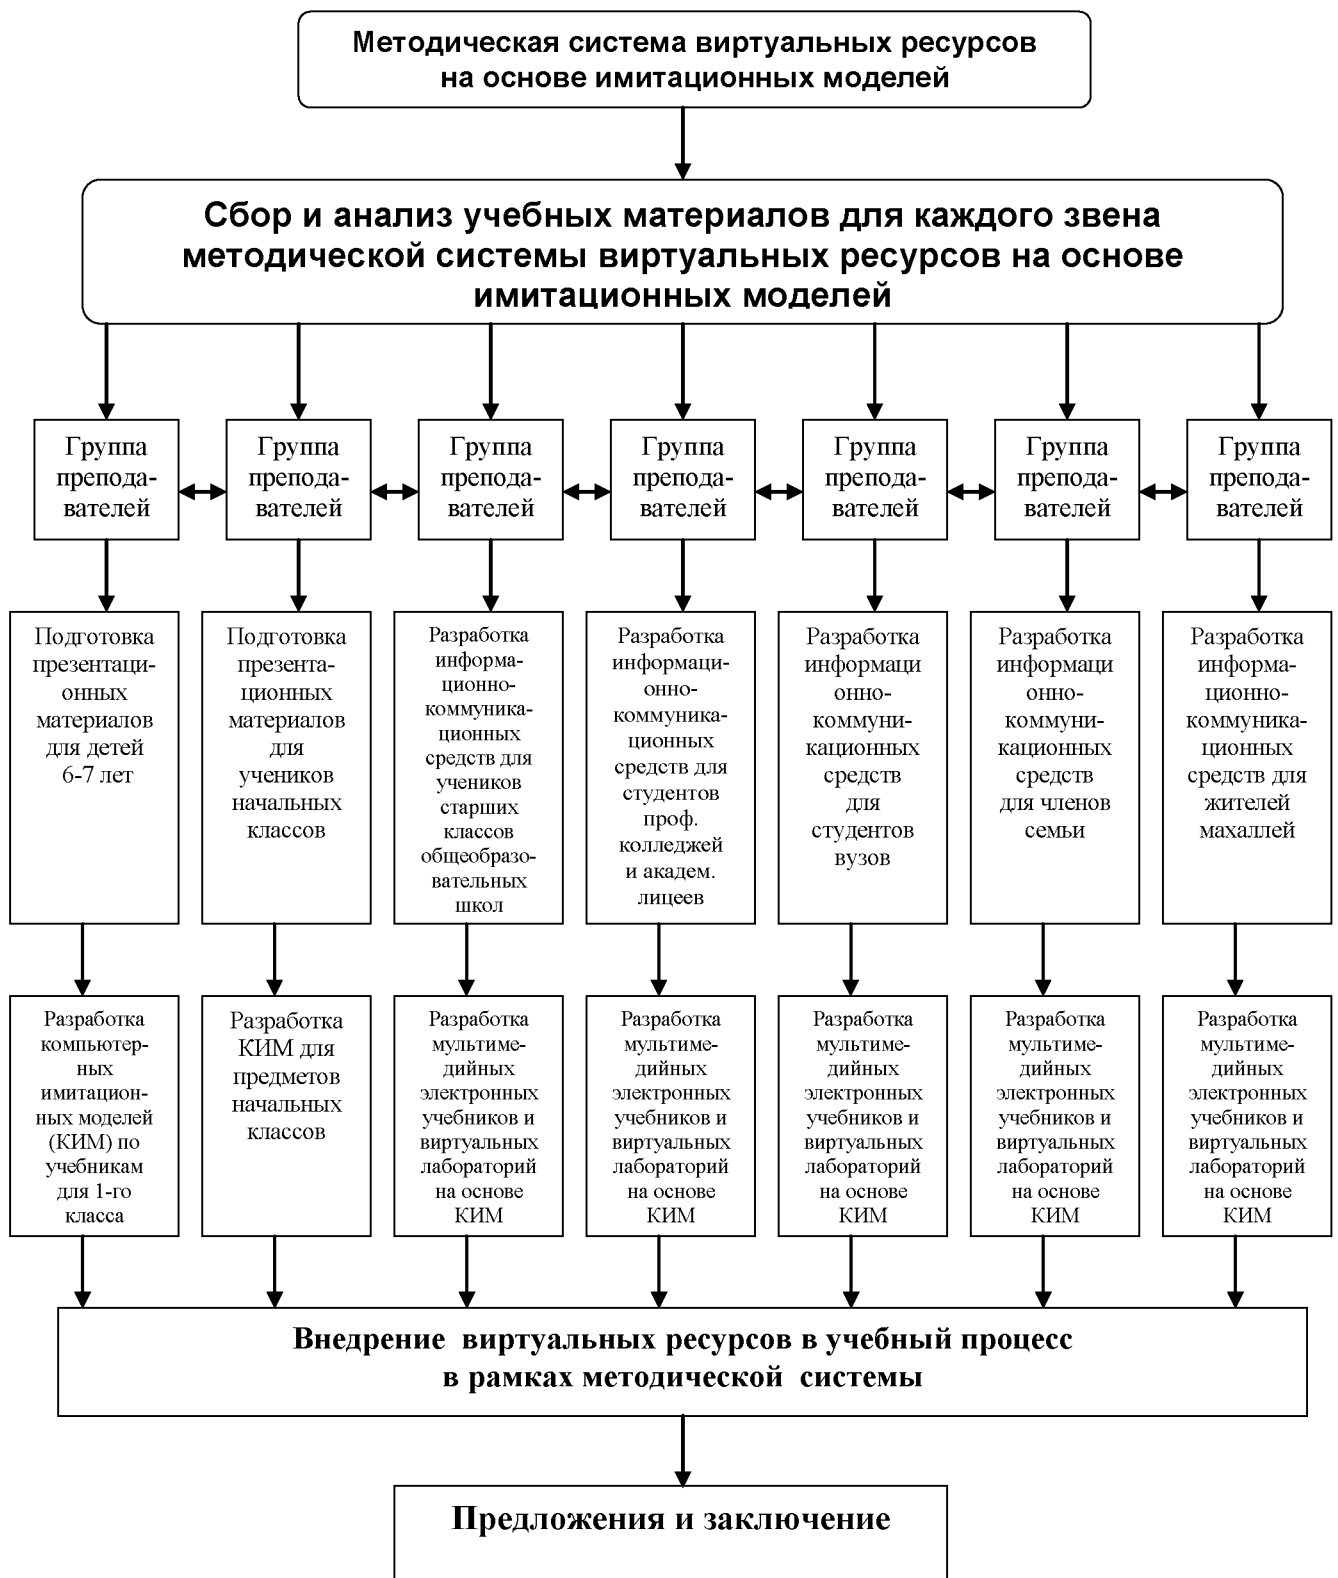 Методическая система виртуальных ресурсов
на основе имитационных моделей
Сбор и анализ учебных материалов для каждого звена
методической системы виртуальных ресурсов на основе
имитационных моделей
Группа
препода-
вателей
Группа
препода-
вателей
Группа
препода-
вателей
Группа
препода-
вателей
Группа
препода-
вателей
Группа
препода-
вателей
Группа
препода-
вателей
Подготовка
презентаци-
онных
материалов
для детей
6-7 лет
Подготовка
презента-
ционных
материалов
для
учеников
начальных
классов
Разработка
информа-
ционно-
коммуника-
ционных
средств для
учеников
старших
классов
общеобразо-
вательных
школ
Разработка
информаци-
онно-
коммуника-
ционных
средств для
студентов
проф.
колледжей
и академ.
лицеев
Разработка
информаци
онно-
коммуни-
кационных
средств
для
студентов
вузов
Разработка
информаци
онно-
коммуни-
кационных
средств
для членов
семьи
Разработка
информа-
ционно-
коммуника-
ционных
средств для
жителей
махаллей
Разработка
компьютер-
ных
имитацион-
ных моделей
(КИМ) по
учебникам
для 1-го
класса
Разработка
КИМ для
предметов
начальных
классов
Разработка
мультиме-
дийных
электронных
учебников и
виртуальных
лабораторий
на основе
КИМ
Разработка
мультиме-
дийных
электронных
учебников и
виртуальных
лабораторий
на основе
КИМ
Разработка
мультиме-
дийных
электронных
учебников и
виртуальных
лабораторий
на основе
КИМ
Разработка
мультиме-
дийных
электронных
учебников и
виртуальных
лабораторий
на основе
КИМ
Разработка
мультиме-
дийных
электронных
учебников и
виртуальных
лабораторий
на основе
КИМ
Внедрение виртуальных ресурсов в учебный процесс
в рамках методической системы
Предложения и заключение